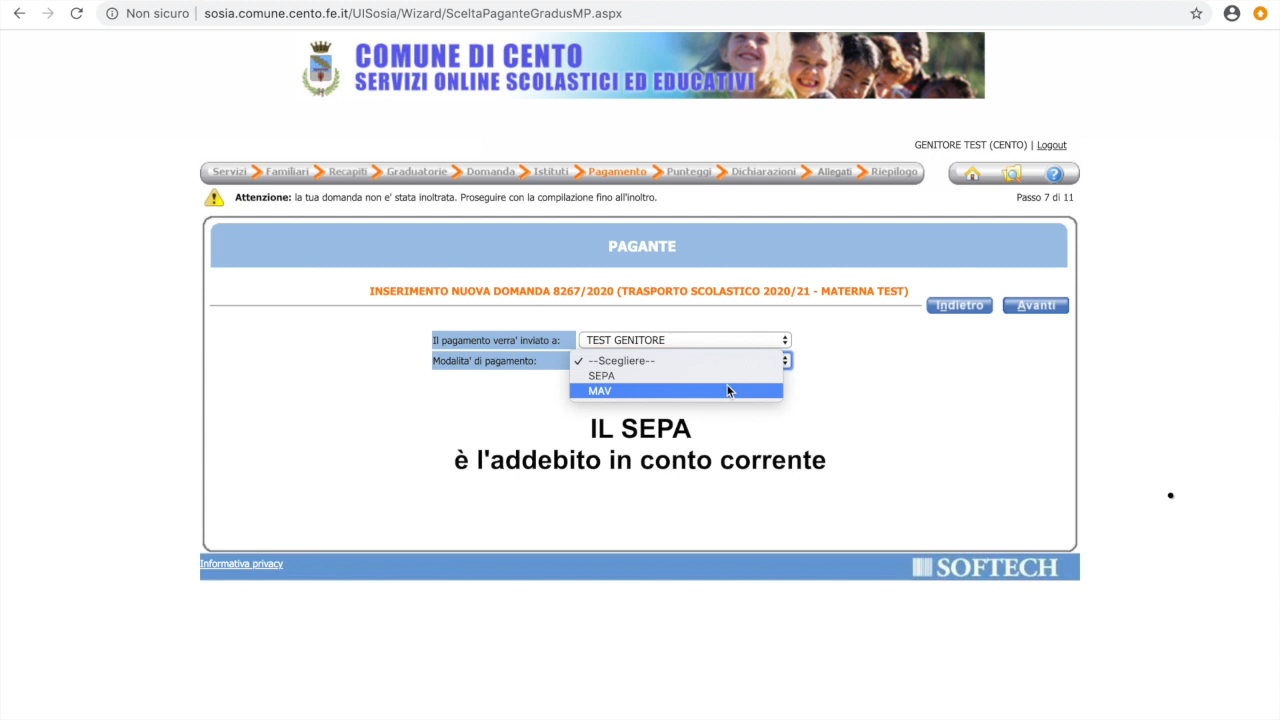 Non sicuro | sosia.comune.cento.fe.it/UISosia/Wizard/SceltaPaganteGradusMP.aspx
COMUNE DI CENTO
SERVIZI ONLINE SCOLASTICI ED EDUCATIVI
GENITORE TEST (CENTO) | Logout
Servizi Familiari Recapiti Graduatorie Domanda Istituti Pagamento Punteggi Dichiarazioni Allegati Riepilogo
Attenzione: la tua domanda non e' stata inoltrata. Proseguire con la compilazione fino all'inoltro. Passo 7 di 11
PAGANTE
INSERIMENTO NUOVA DOMANDA 8267/2020 (TRASPORTO SCOLASTICO 2020/21 - MATERNA TEST)
Indietro Avanti
Il pagamento verra' inviato a: TEST GENITORE
Modalita' di pagamento: --Scegliere--
SEPA
MAV
IL SEPA
è l'addebito in conto corrente
Informativa privacy SOFTECH